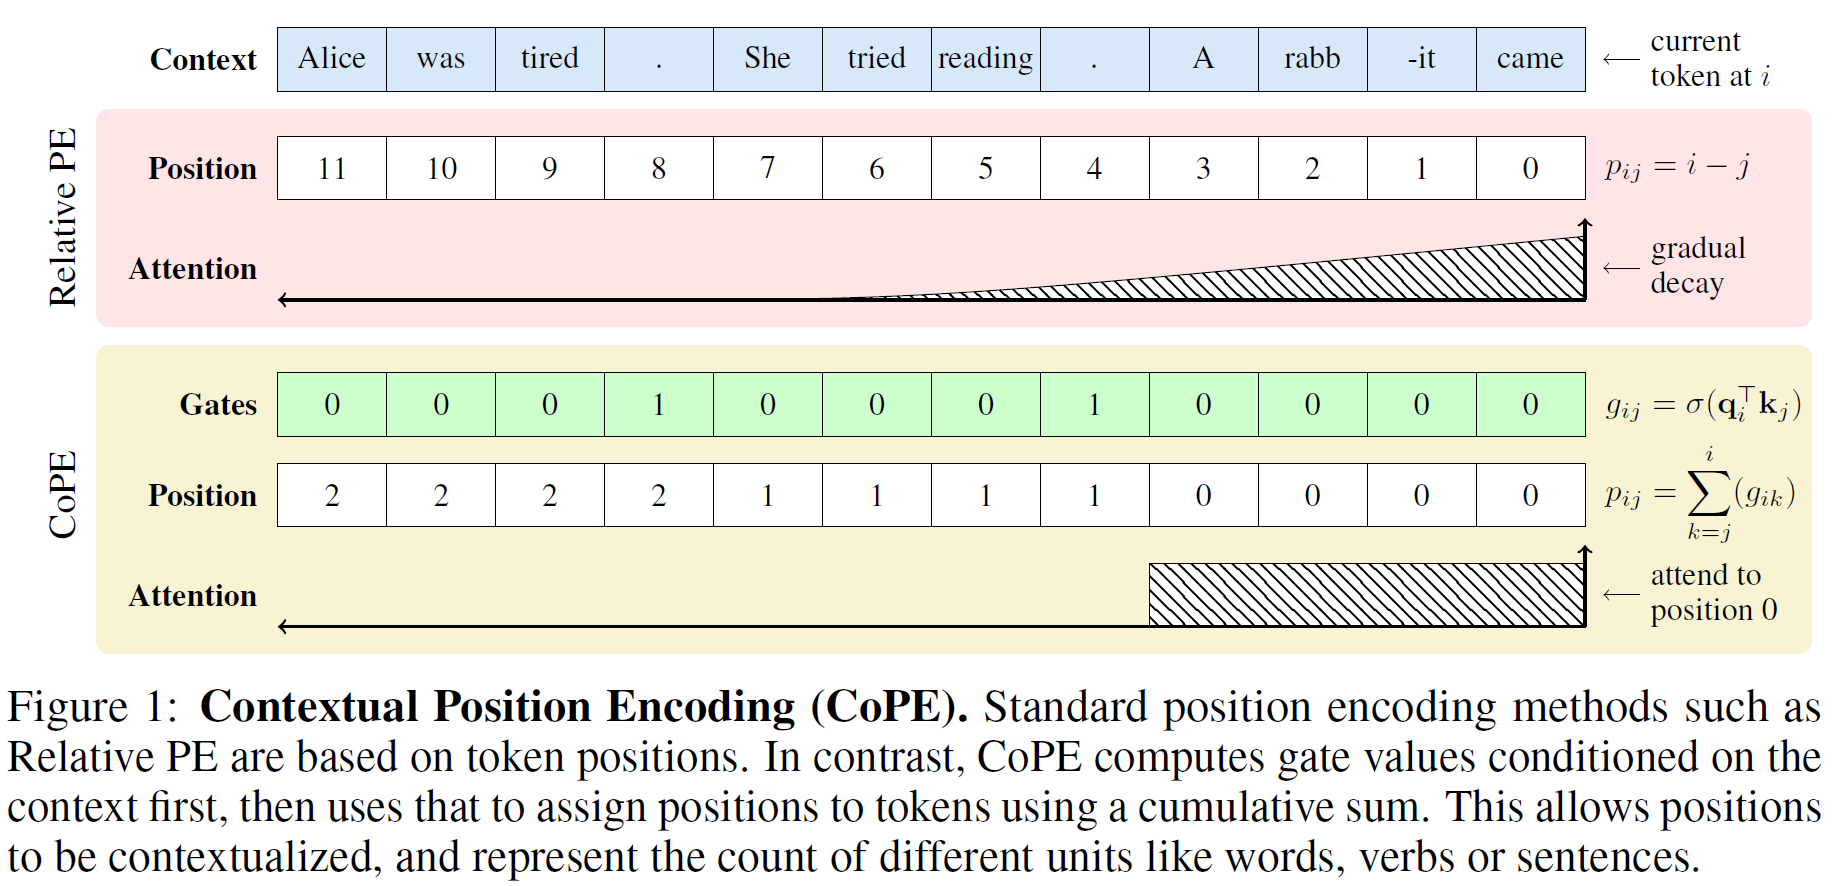 Context Alice was tired . She tried reading . A rabb -it came ← current token at i
Relative PE
Position 11 10 9 8 7 6 5 4 3 2 1 0 p_{ij} = i − j
Attention ← gradual decay
CoPE
Gates 0 0 0 1 0 0 0 1 0 0 0 0 g_{ij} = σ(q_i^⊤ k_j)
Position 2 2 2 2 1 1 1 1 0 0 0 0 p_{ij} = \sum_{k=j}^{i} (g_{ik})
Attention ← attend to position 0
Figure 1: Contextual Position Encoding (CoPE). Standard position encoding methods such as
Relative PE are based on token positions. In contrast, CoPE computes gate values conditioned on the
context first, then uses that to assign positions to tokens using a cumulative sum. This allows positions
to be contextualized, and represent the count of different units like words, verbs or sentences.